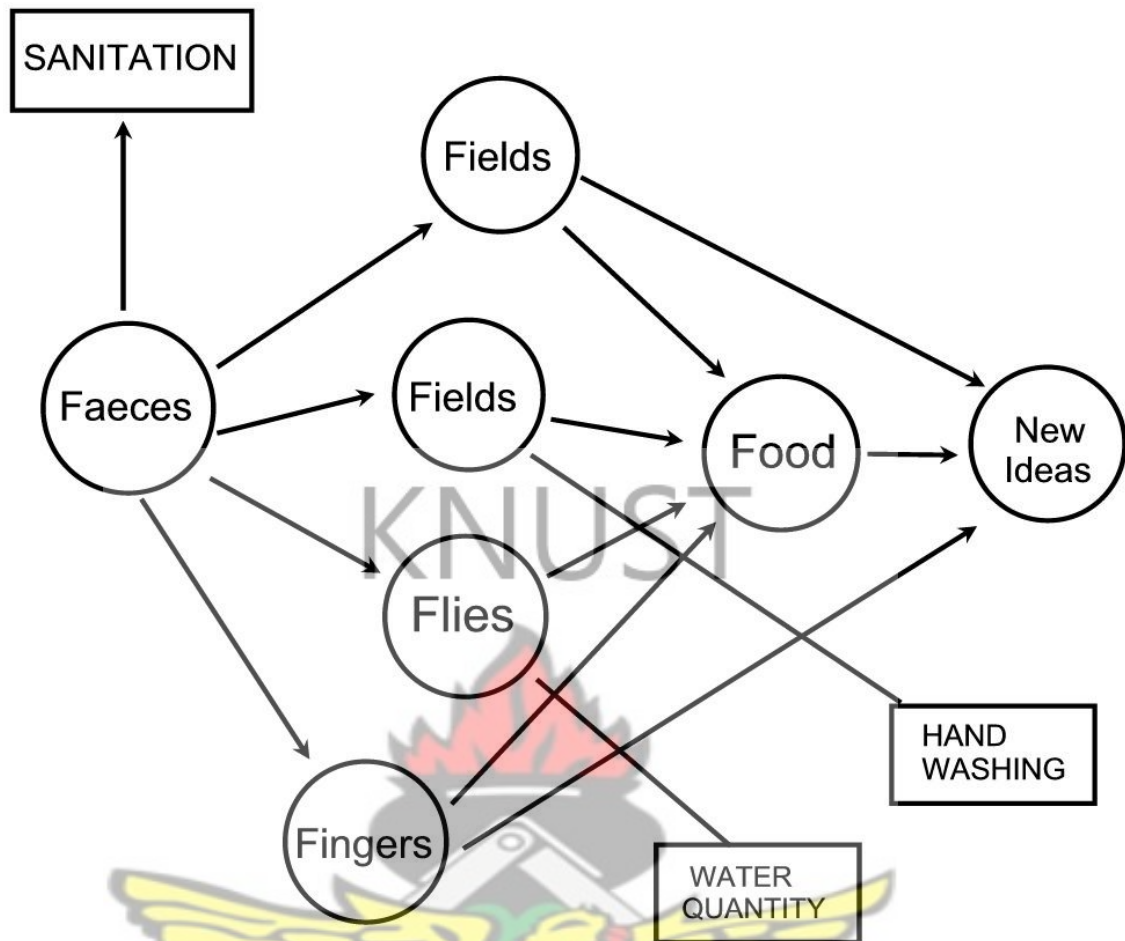 SANITATION
Fields
Faeces
Fields
Food
New
Ideas
KNUST
Flies
HAND
WASHING
Fingers
WATER
QUANTITY